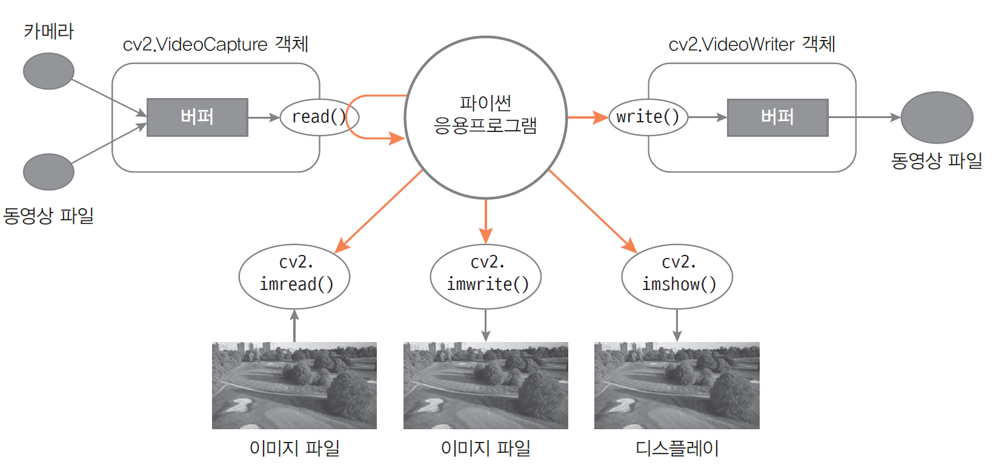 카메라
cv2.VideoCapture 객체
cv2.VideoWriter 객체
버퍼
read()
파이썬
응용프로그램
write()
버퍼
동영상 파일
동영상 파일
cv2.
imread()
cv2.
imwrite()
cv2.
imshow()
이미지 파일
이미지 파일
디스플레이